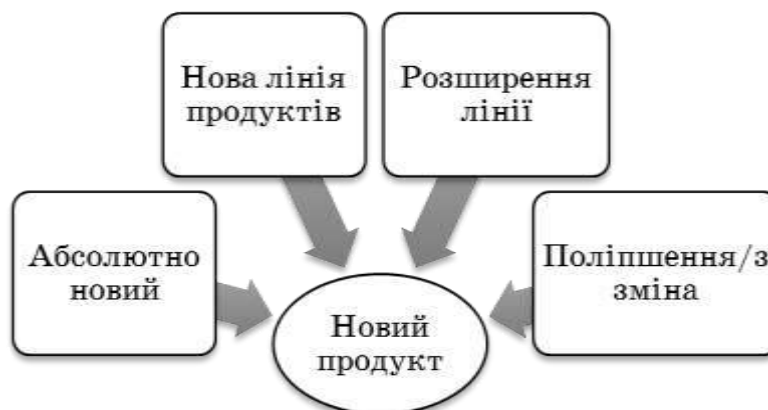 Нова лінія
продуктів
Розширення
лінії
Абсолютно
новий
Поліпшення/з
зміна
Новий
продукт